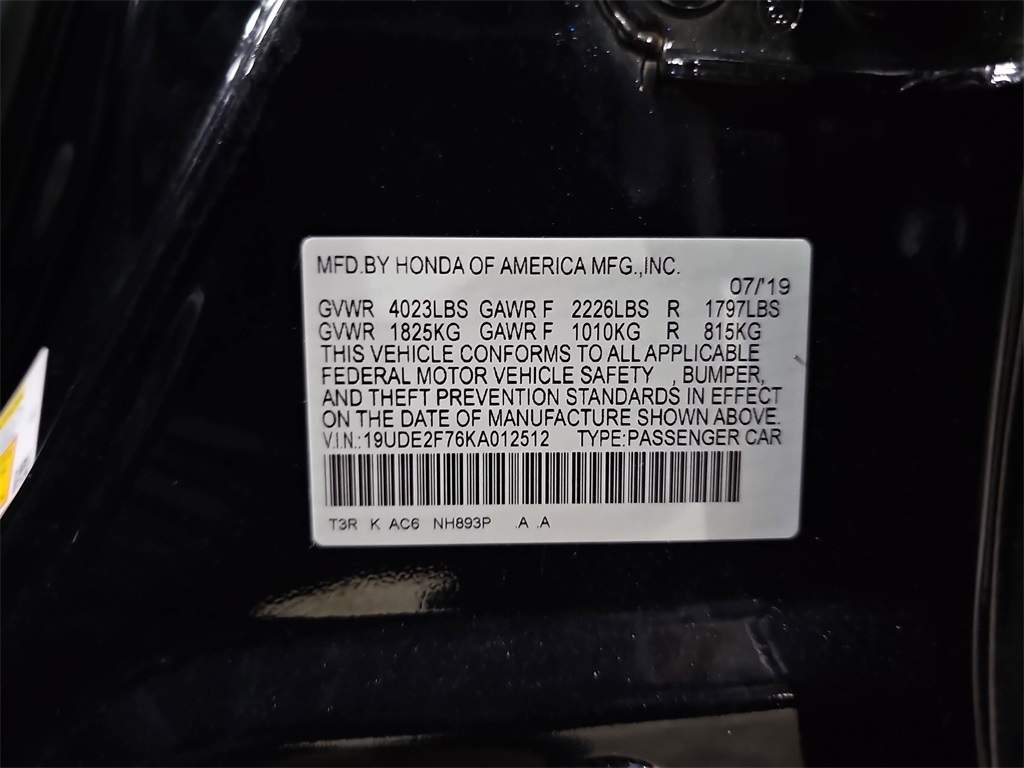 MFD.BY HONDA OF AMERICA MFG.,INC.
07/'19
GVWR 4023LBS GAWR F 2226LBS R 1797LBS
GVWR 1825KG GAWR F 1010KG R 815KG
THIS VEHICLE CONFORMS TO ALL APPLICABLE
FEDERAL MOTOR VEHICLE SAFETY , BUMPER,
AND THEFT PREVENTION STANDARDS IN EFFECT
ON THE DATE OF MANUFACTURE SHOWN ABOVE.
V.I.N.:19UDE2F76KA012512 TYPE:PASSENGER CAR
T3R K AC6 NH893P .A .A